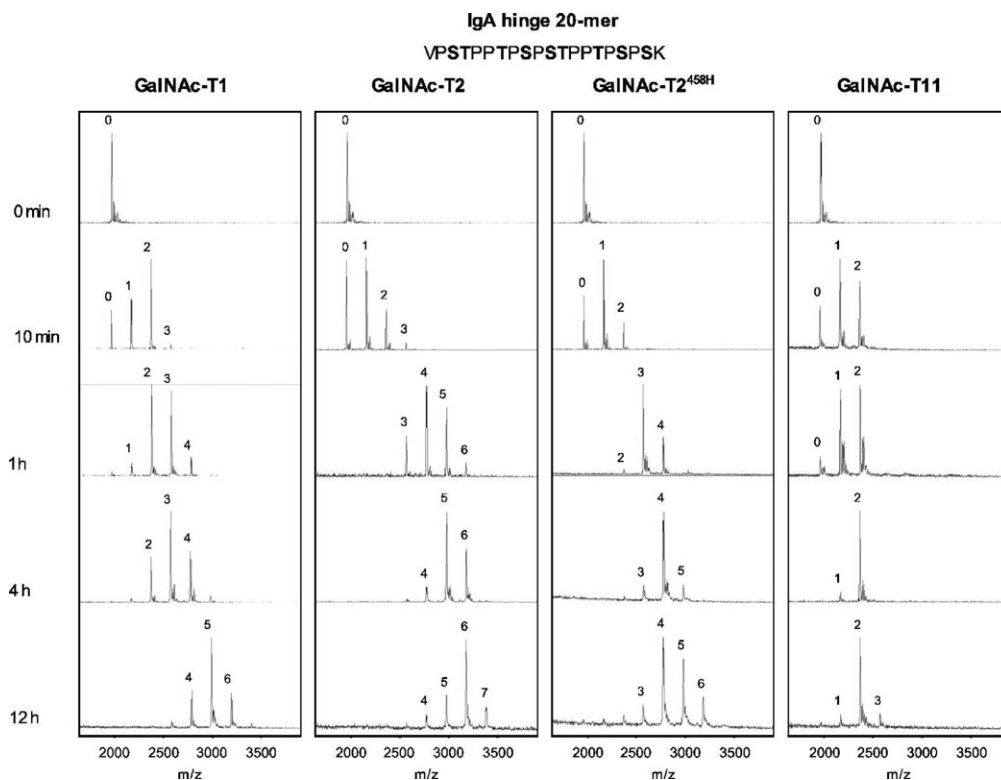 IgA hinge 20-mer
VPSTPPTPSPSTPPTPSPSK
GalNAc-T1 GalNAc-T2 GalNAc-T2458H GalNAc-T11
0 min
0 0 0 0
10 min
0 1 2 3 0 1 2 3 0 1 2 0 1 2
1h
1 2 3 4 3 4 5 6 2 3 4 0 1 2
4 h
2 3 4 4 5 6 3 4 5 1 2
12 h
4 5 6 4 5 6 7 3 4 5 6 1 2 3
2000 2500 3000 3500 2000 2500 3000 3500 2000 2500 3000 3500 2000 2500 3000 3500
m/z m/z m/z m/z